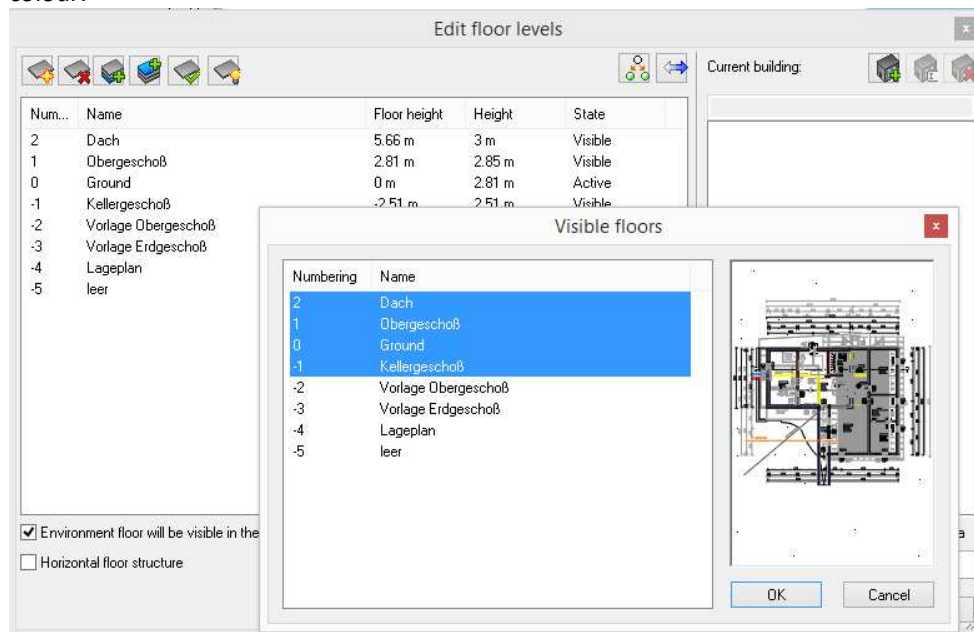 Edit floor levels
Current building:
Num... Name Floor height Height State
2 Dach 5.66 m 3 m Visible
1 Obergeschoß 2.81 m 2.85 m Visible
0 Ground 0 m 2.81 m Active
-1 Kellergeschoß -2.51 m 2.51 m Visible
-2 Vorlage Obergeschoß
-3 Vorlage Erdgeschoß
-4 Lageplan
-5 leer
Environment floor will be visible in the
Horizontal floor structure
Visible floors
Numbering Name
2 Dach
1 Obergeschoß
0 Ground
-1 Kellergeschoß
-2 Vorlage Obergeschoß
-3 Vorlage Erdgeschoß
-4 Lageplan
-5 leer
OK Cancel